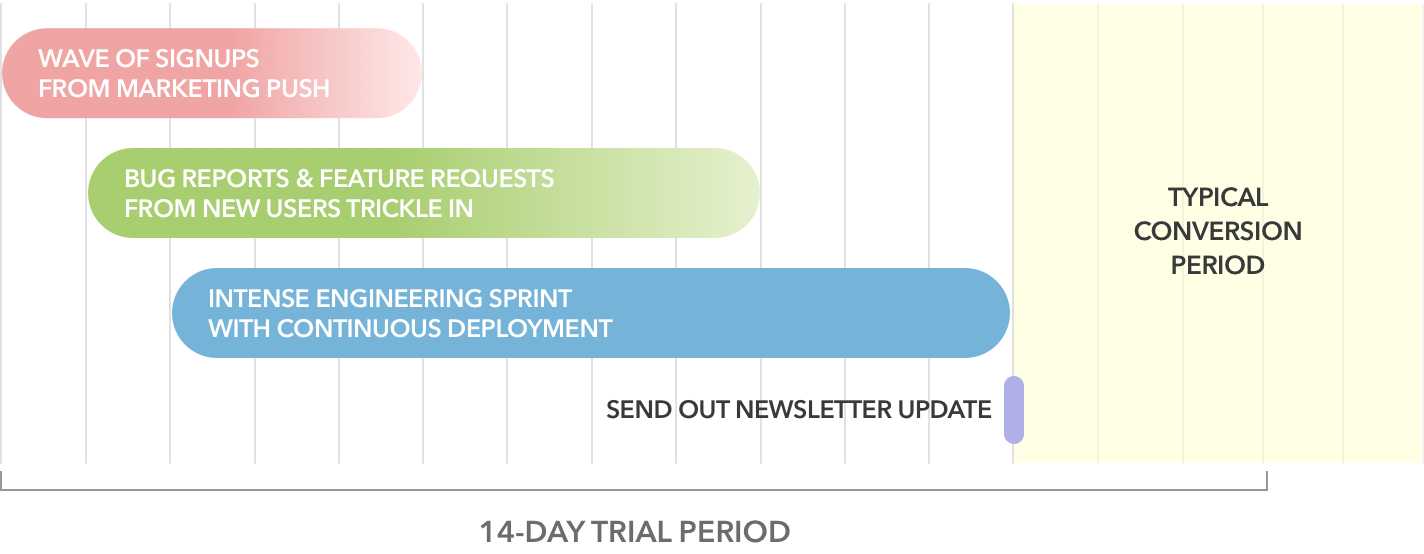 WAVE OF SIGNUPS
FROM MARKETING PUSH
BUG REPORTS & FEATURE REQUESTS
FROM NEW USERS TRICKLE IN
TYPICAL
CONVERSION
PERIOD
INTENSE ENGINEERING SPRINT
WITH CONTINUOUS DEPLOYMENT
SEND OUT NEWSLETTER UPDATE
14-DAY TRIAL PERIOD